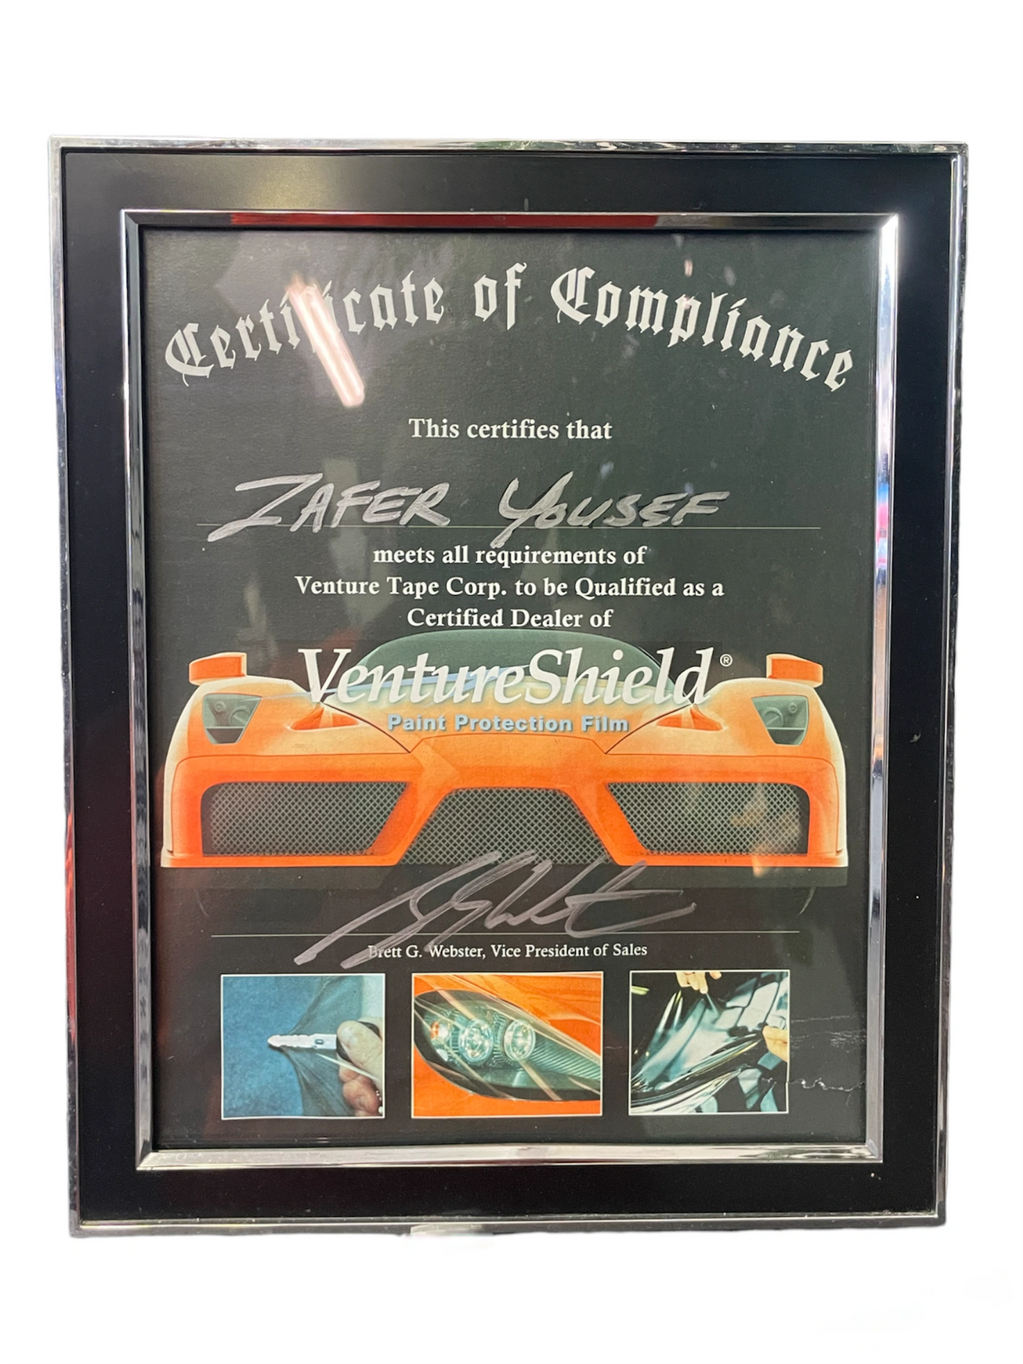 Certificate of Compliance
This certifies that
ZAFER YOUSEF
meets all requirements of
Venture Tape Corp. to be Qualified as a
Certified Dealer of
VentureShield®
Paint Protection Film
Brett G. Webster, Vice President of Sales